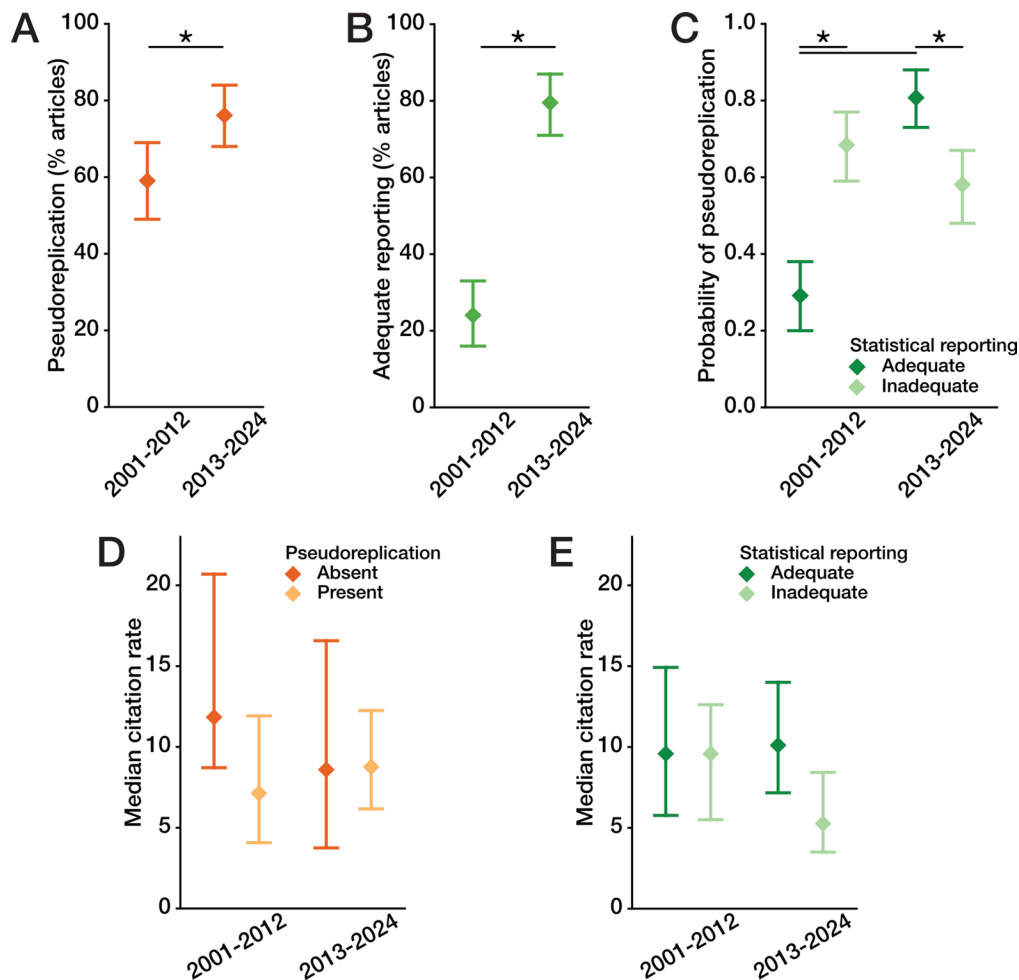 A
Pseudoreplication (% articles)
100
80
60
40
20
0
*
2001-2012
2013-2024
B
Adequate reporting (% articles)
100
80
60
40
20
0
*
2001-2012
2013-2024
C
Probability of pseudoreplication
1.0
0.8
0.6
0.4
0.2
0.0
*
*
Statistical reporting
Adequate
Inadequate
2001-2012
2013-2024
D
Median citation rate
20
15
10
5
0
Pseudoreplication
Absent
Present
2001-2012
2013-2024
E
Median citation rate
20
15
10
5
0
Statistical reporting
Adequate
Inadequate
2001-2012
2013-2024